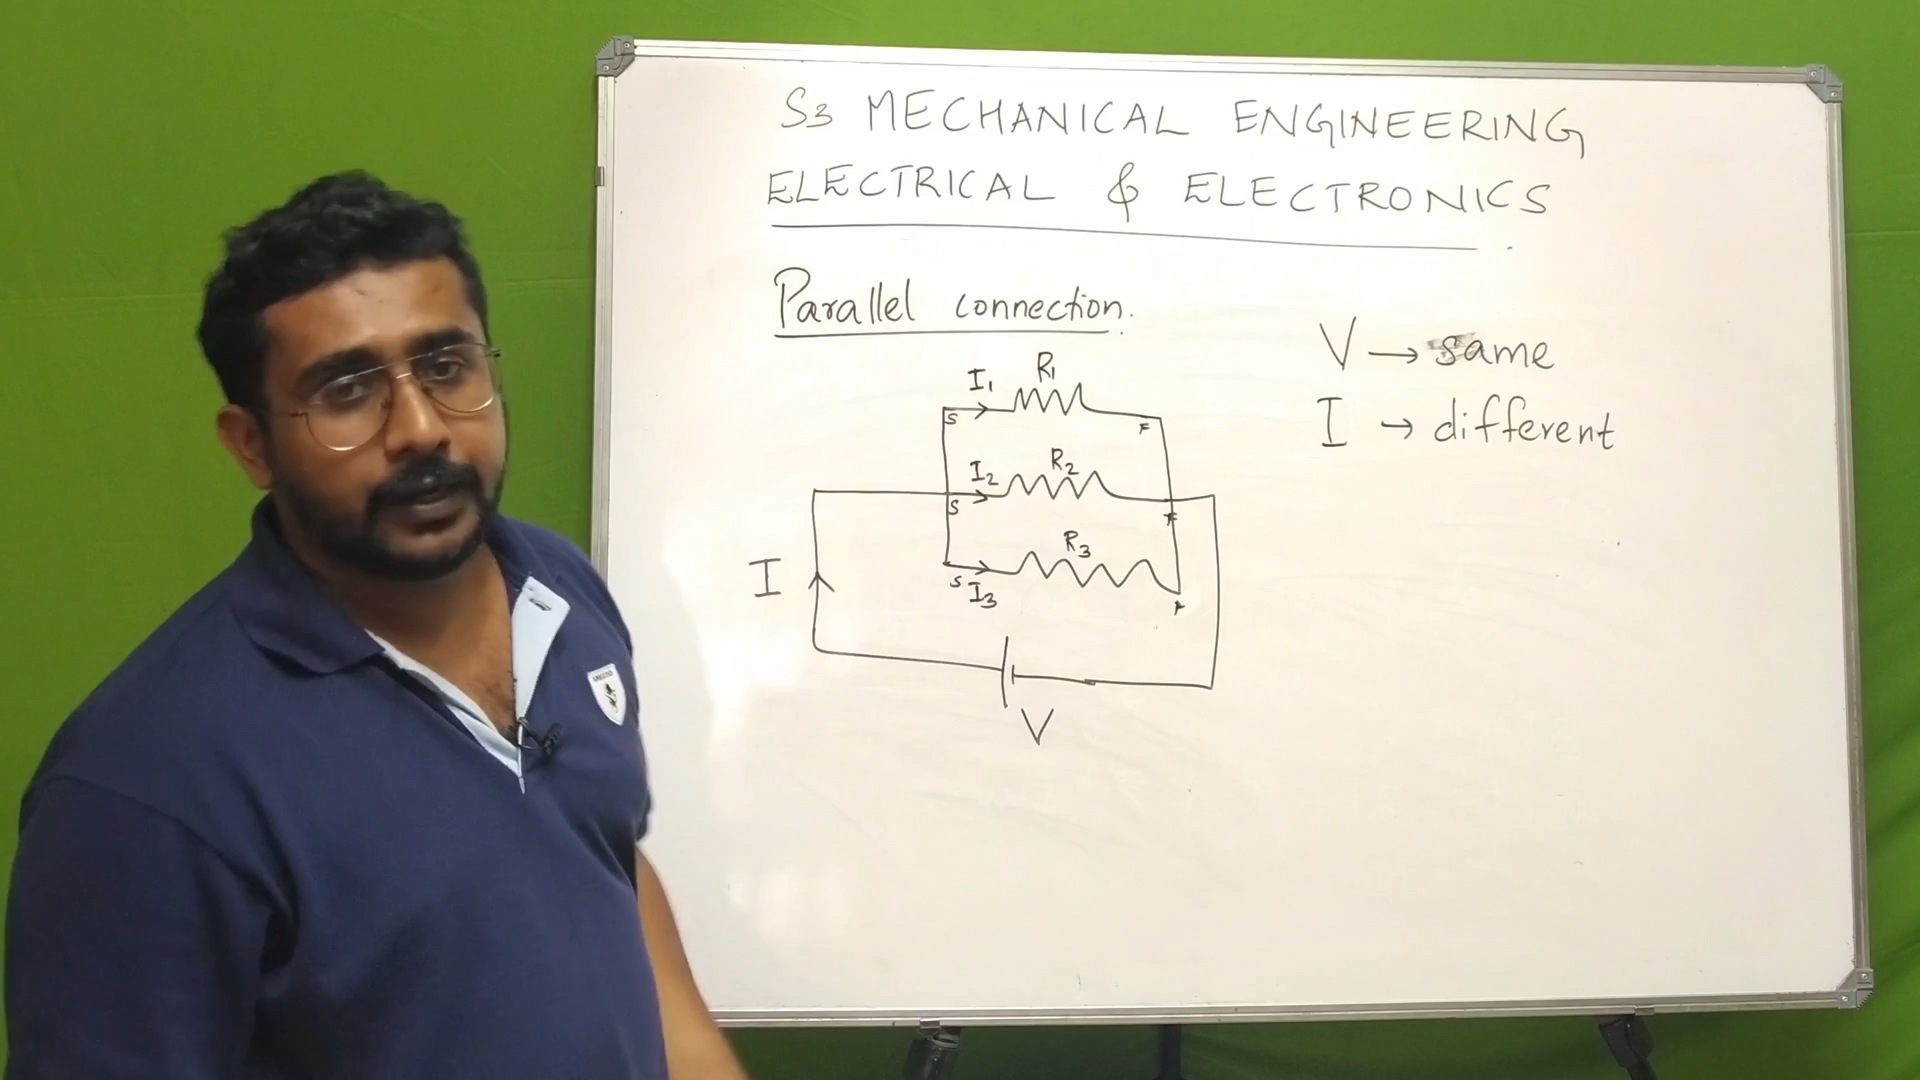 S3 MECHANICAL ENGINEERING
ELECTRICAL & ELECTRONICS
Parallel connection.
V → same
I → different
I₁ R₁
S F
I₂ R₂
S F
R₃
S I₃ F
I
V